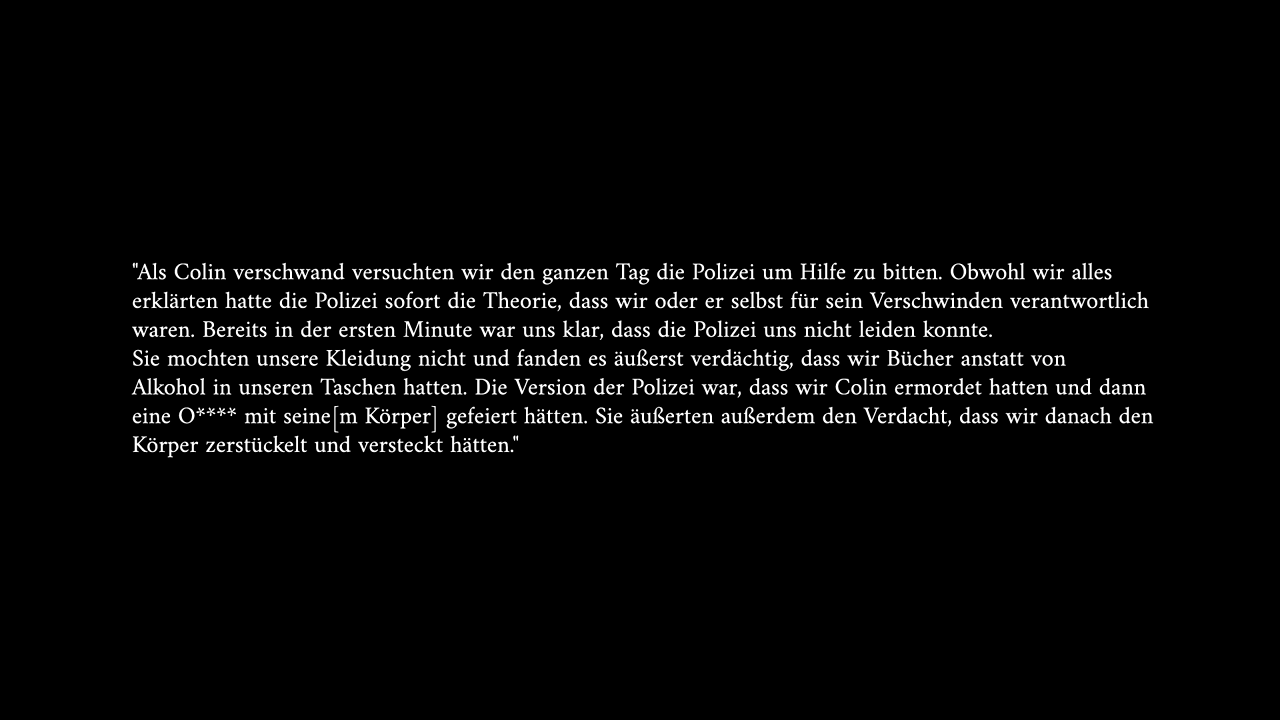 "Als Colin verschwand versuchten wir den ganzen Tag die Polizei um Hilfe zu bitten. Obwohl wir alles
erklärten hatte die Polizei sofort die Theorie, dass wir oder er selbst für sein Verschwinden verantwortlich
waren. Bereits in der ersten Minute war uns klar, dass die Polizei uns nicht leiden konnte.
Sie mochten unsere Kleidung nicht und fanden es äußerst verdächtig, dass wir Bücher anstatt von
Alkohol in unseren Taschen hatten. Die Version der Polizei war, dass wir Colin ermordet hatten und dann
eine O**** mit seine[m Körper] gefeiert hätten. Sie äußerten außerdem den Verdacht, dass wir danach den
Körper zerstückelt und versteckt hätten."